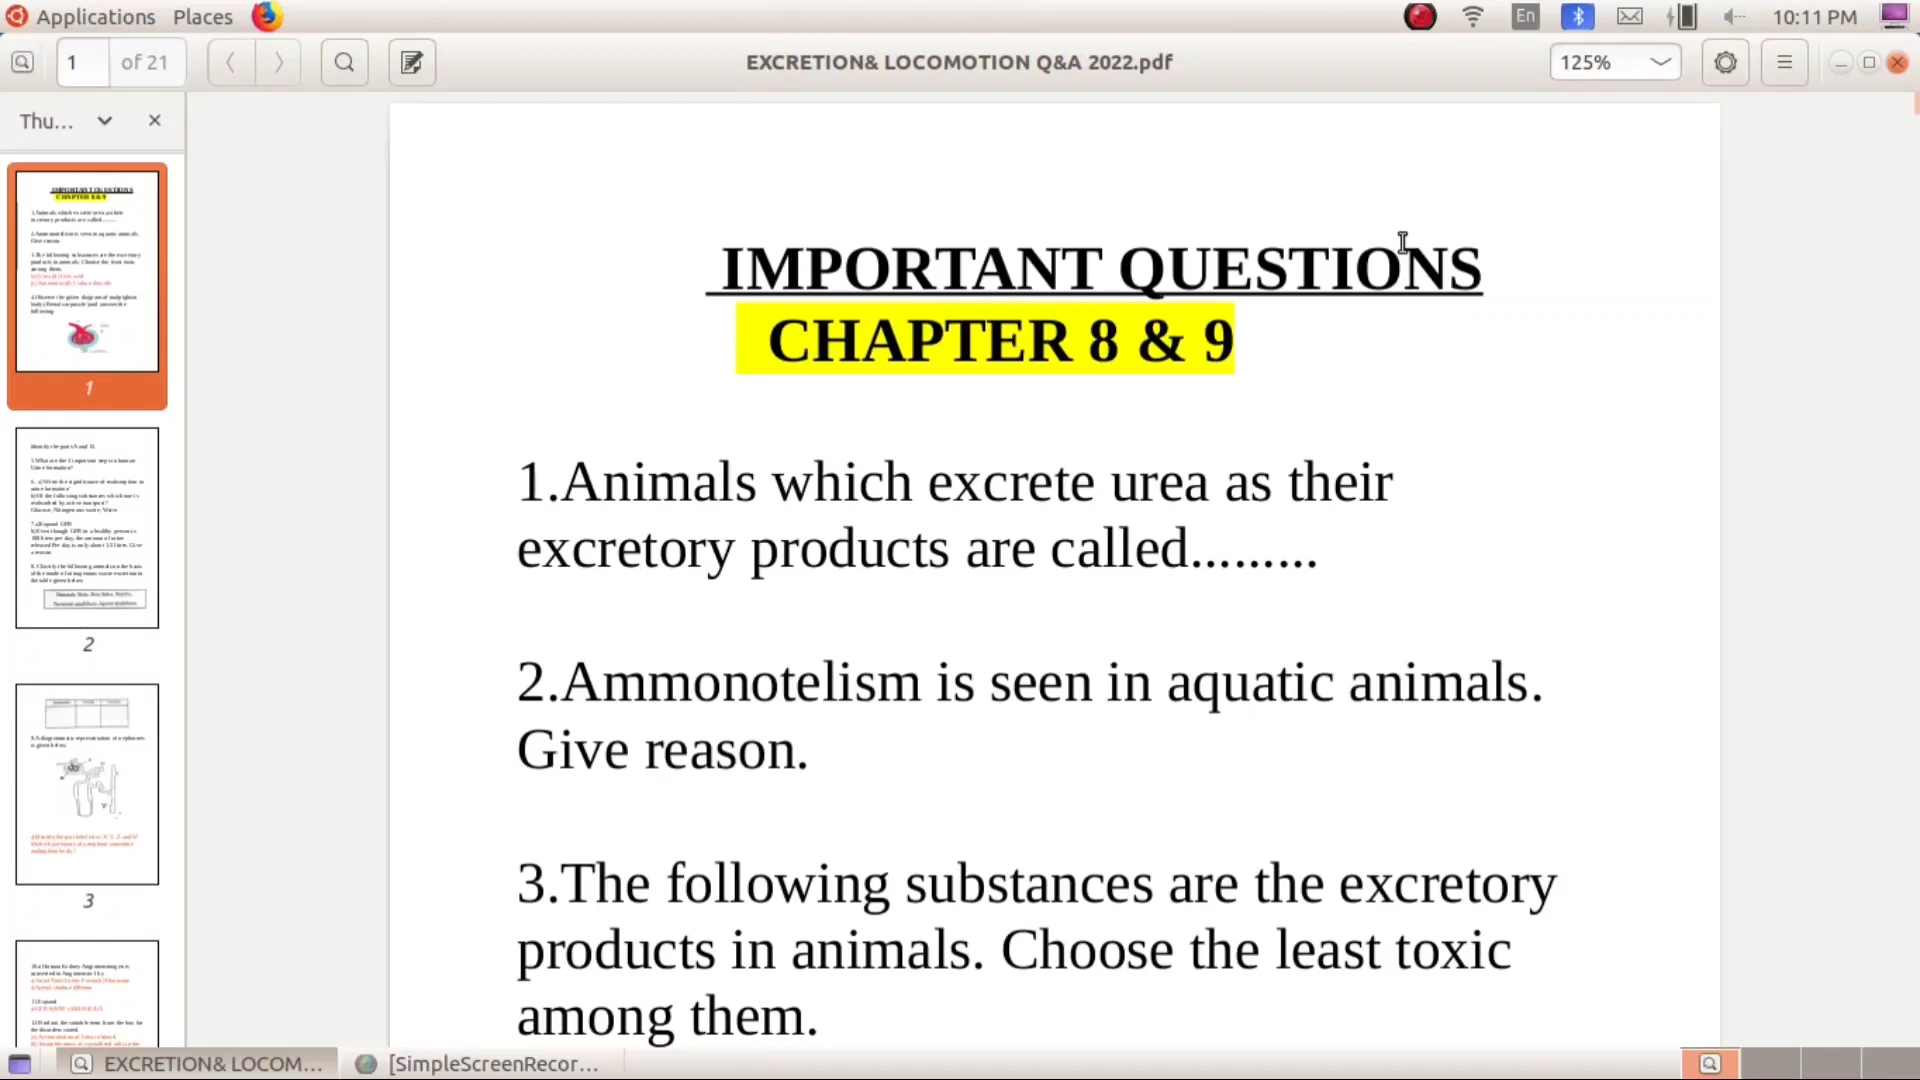 Applications Places En 10:11 PM
1 of 21 EXCRETION& LOCOMOTION Q&A 2022.pdf 125%
Thu...
IMPORTANT QUESTIONS
CHAPTER 8 & 9
1.Animals which excrete urea as their
excretory products are called.........
2.Ammonotelism is seen in aquatic animals.
Give reason.
3.The following substances are the excretory
products in animals. Choose the least toxic
among them.
1
2
3
EXCRETION& LOCOM... [SimpleScreenRecor...